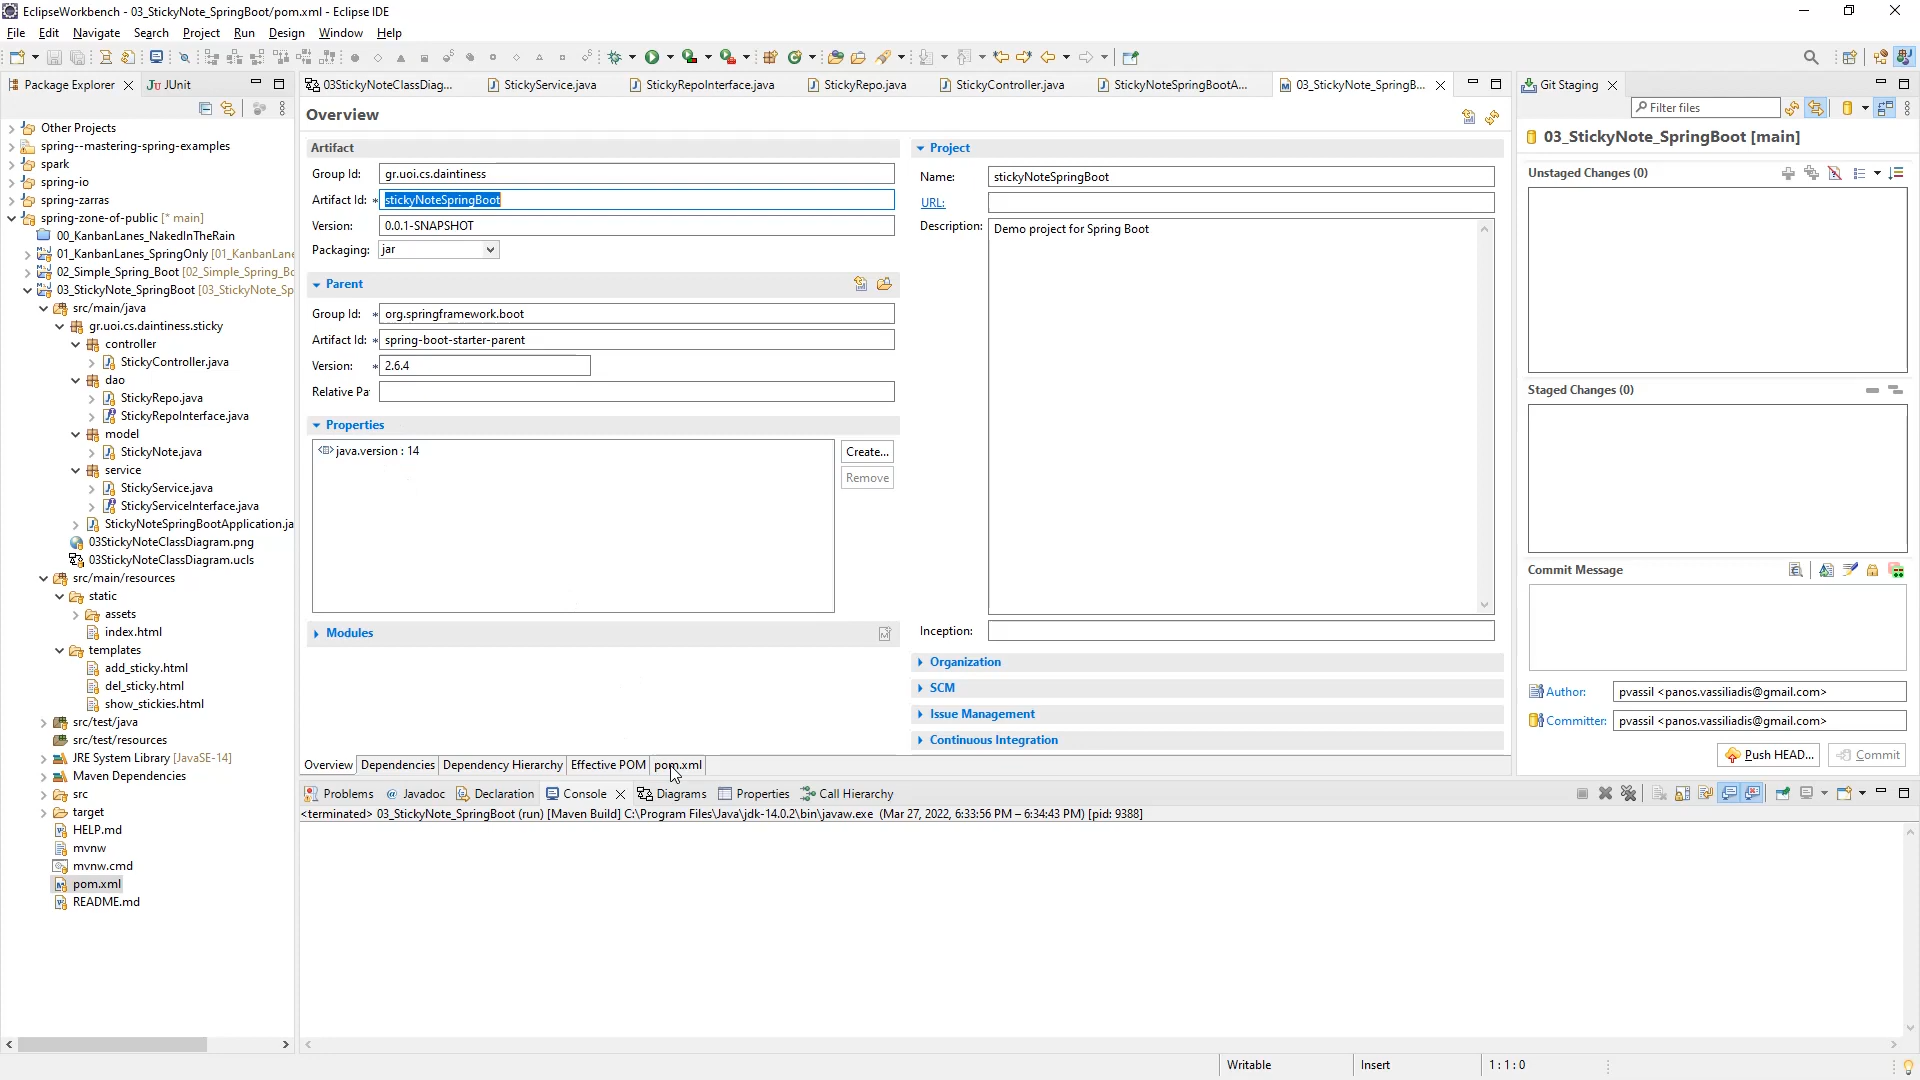 EclipseWorkbench - 03_StickyNote_SpringBoot/pom.xml - Eclipse IDE
File Edit Navigate Search Project Run Design Window Help
Package Explorer JUnit
03StickyNoteClassDiag... StickyService.java StickyRepoInterface.java StickyRepo.java StickyController.java StickyNoteSpringBootA... 03_StickyNote_SpringB...
Git Staging
Other Projects
spring--mastering-spring-examples
spark
spring-io
spring-zarras
spring-zone-of-public [* main]
00_KanbanLanes_NakedInTheRain
01_KanbanLanes_SpringOnly [01_KanbanLane
02_Simple_Spring_Boot [02_Simple_Spring_Bo
03_StickyNote_SpringBoot [03_StickyNote_Sp
src/main/java
gr.uoi.cs.daintiness.sticky
controller
StickyController.java
dao
StickyRepo.java
StickyRepoInterface.java
model
StickyNote.java
service
StickyService.java
StickyServiceInterface.java
StickyNoteSpringBootApplication.ja
03StickyNoteClassDiagram.png
03StickyNoteClassDiagram.ucls
src/main/resources
static
assets
index.html
templates
add_sticky.html
del_sticky.html
show_stickies.html
src/test/java
src/test/resources
JRE System Library [JavaSE-14]
Maven Dependencies
src
target
HELP.md
mvnw
mvnw.cmd
pom.xml
README.md
Overview
Artifact
Group Id: gr.uoi.cs.daintiness
Artifact Id: * stickyNoteSpringBoot
Version: 0.0.1-SNAPSHOT
Packaging: jar
Parent
Group Id: * org.springframework.boot
Artifact Id: * spring-boot-starter-parent
Version: * 2.6.4
Relative Pa
Properties
java.version : 14
Create...
Remove
Modules
Project
Name: stickyNoteSpringBoot
URL:
Description: Demo project for Spring Boot
Inception:
Organization
SCM
Issue Management
Continuous Integration
Overview Dependencies Dependency Hierarchy Effective POM pom.xml
Problems @ Javadoc Declaration Console Diagrams Properties Call Hierarchy
<terminated> 03_StickyNote_SpringBoot (run) [Maven Build] C:\Program Files\Java\jdk-14.0.2\bin\javaw.exe (Mar 27, 2022, 6:33:56 PM – 6:34:43 PM) [pid: 9388]
Filter files
03_StickyNote_SpringBoot [main]
Unstaged Changes (0)
Staged Changes (0)
Commit Message
Author: pvassil <panos.vassiliadis@gmail.com>
Committer: pvassil <panos.vassiliadis@gmail.com>
Push HEAD... Commit
Writable Insert 1:1:0